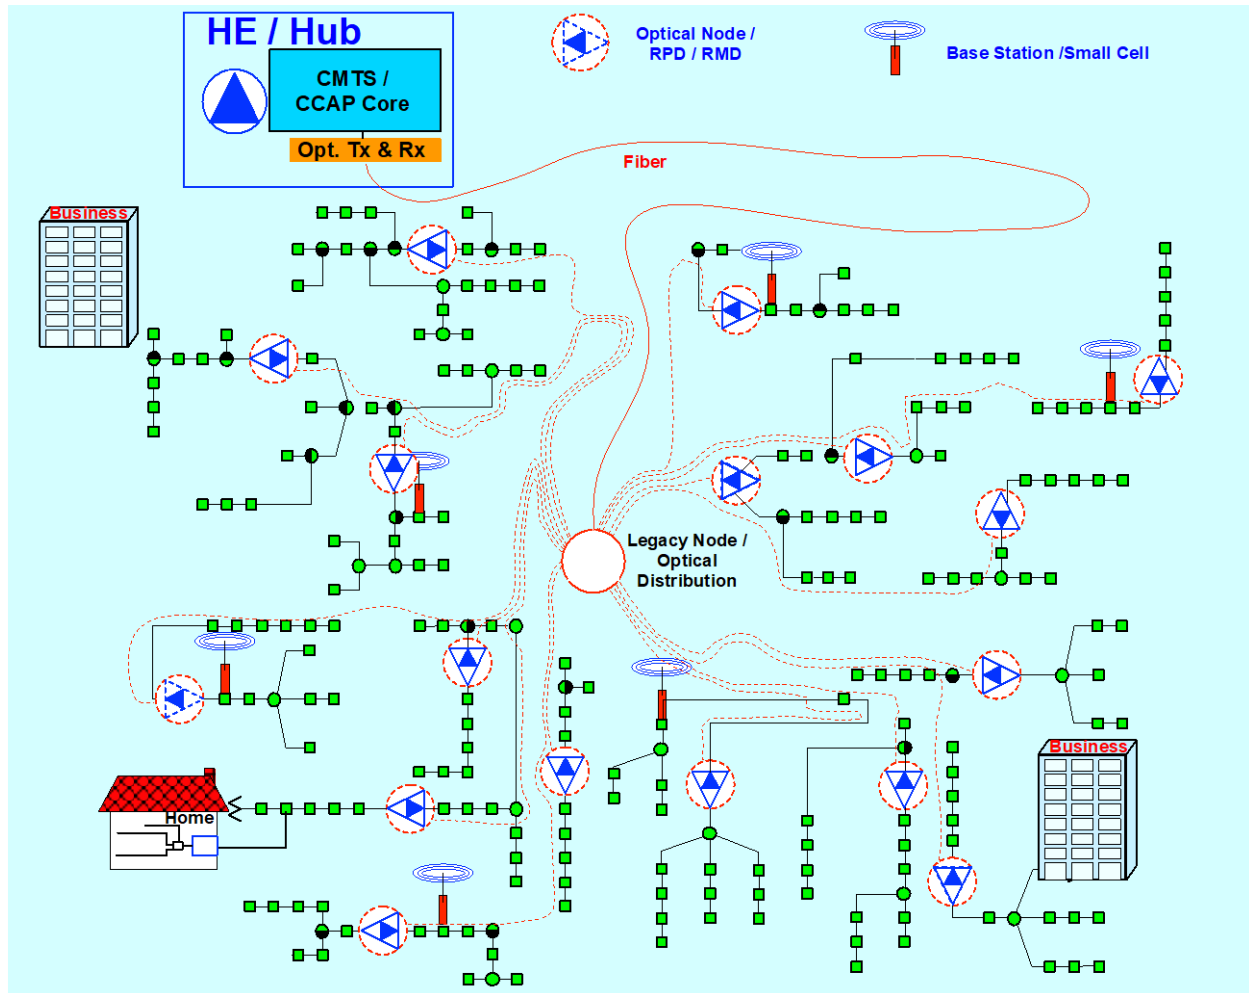 HE / Hub
CMTS /
CCAP Core
Opt. Tx & Rx
Optical Node /
RPD / RMD
Base Station /Small Cell
Fiber
Business
Legacy Node /
Optical
Distribution
Home
Business